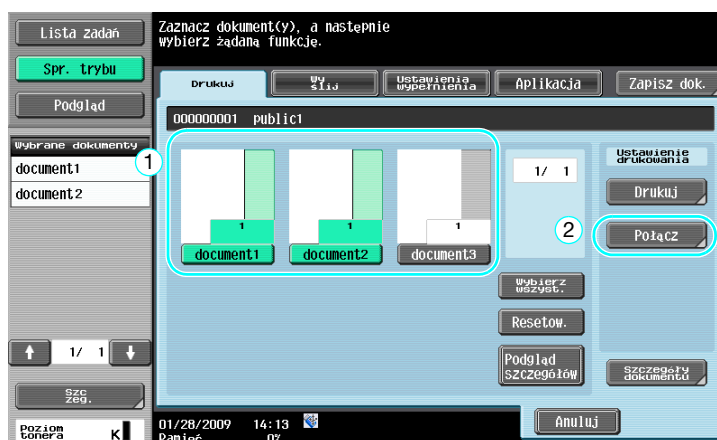 Lista zadań
Spr. trybu
Podgląd
Wybrane dokumenty
document1
document2
1/ 1
Szc
zeg.
Poziom
tonera
K
Zaznacz dokument(y), a następnie
wybierz żądaną funkcję.
Drukuj
Wy
ślij
Ustawienia
wypełnienia
Aplikacja
Zapisz dok.
000000001 public1
1
1
document1
1
document2
1
document3
1/ 1
Wybierz
wszyst.
Resetow.
Podgląd
szczegółów
Ustawienie
drukowania
Drukuj
2
Połącz
Szczegóły
dokumentu
01/28/2009 14:13
Pamięć 0%
Anuluj